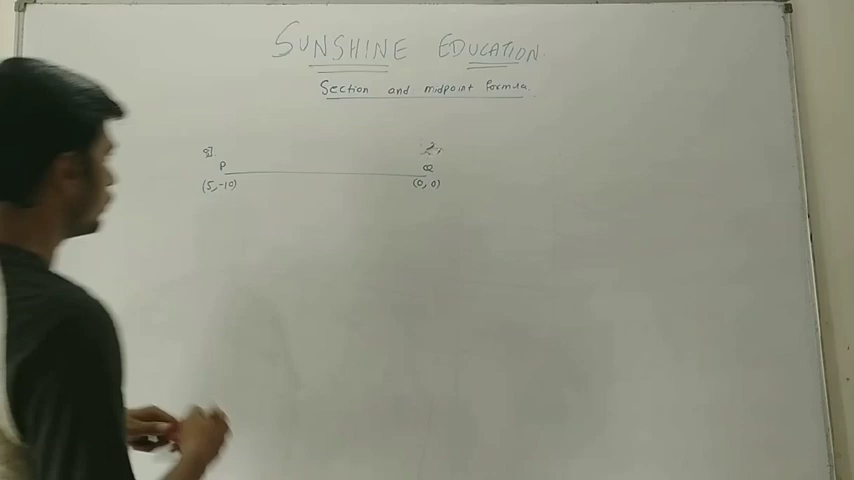 SUNSHINE EDUCATION
Section and midpoint formula.
P Q
(5,-10) (0, 0)